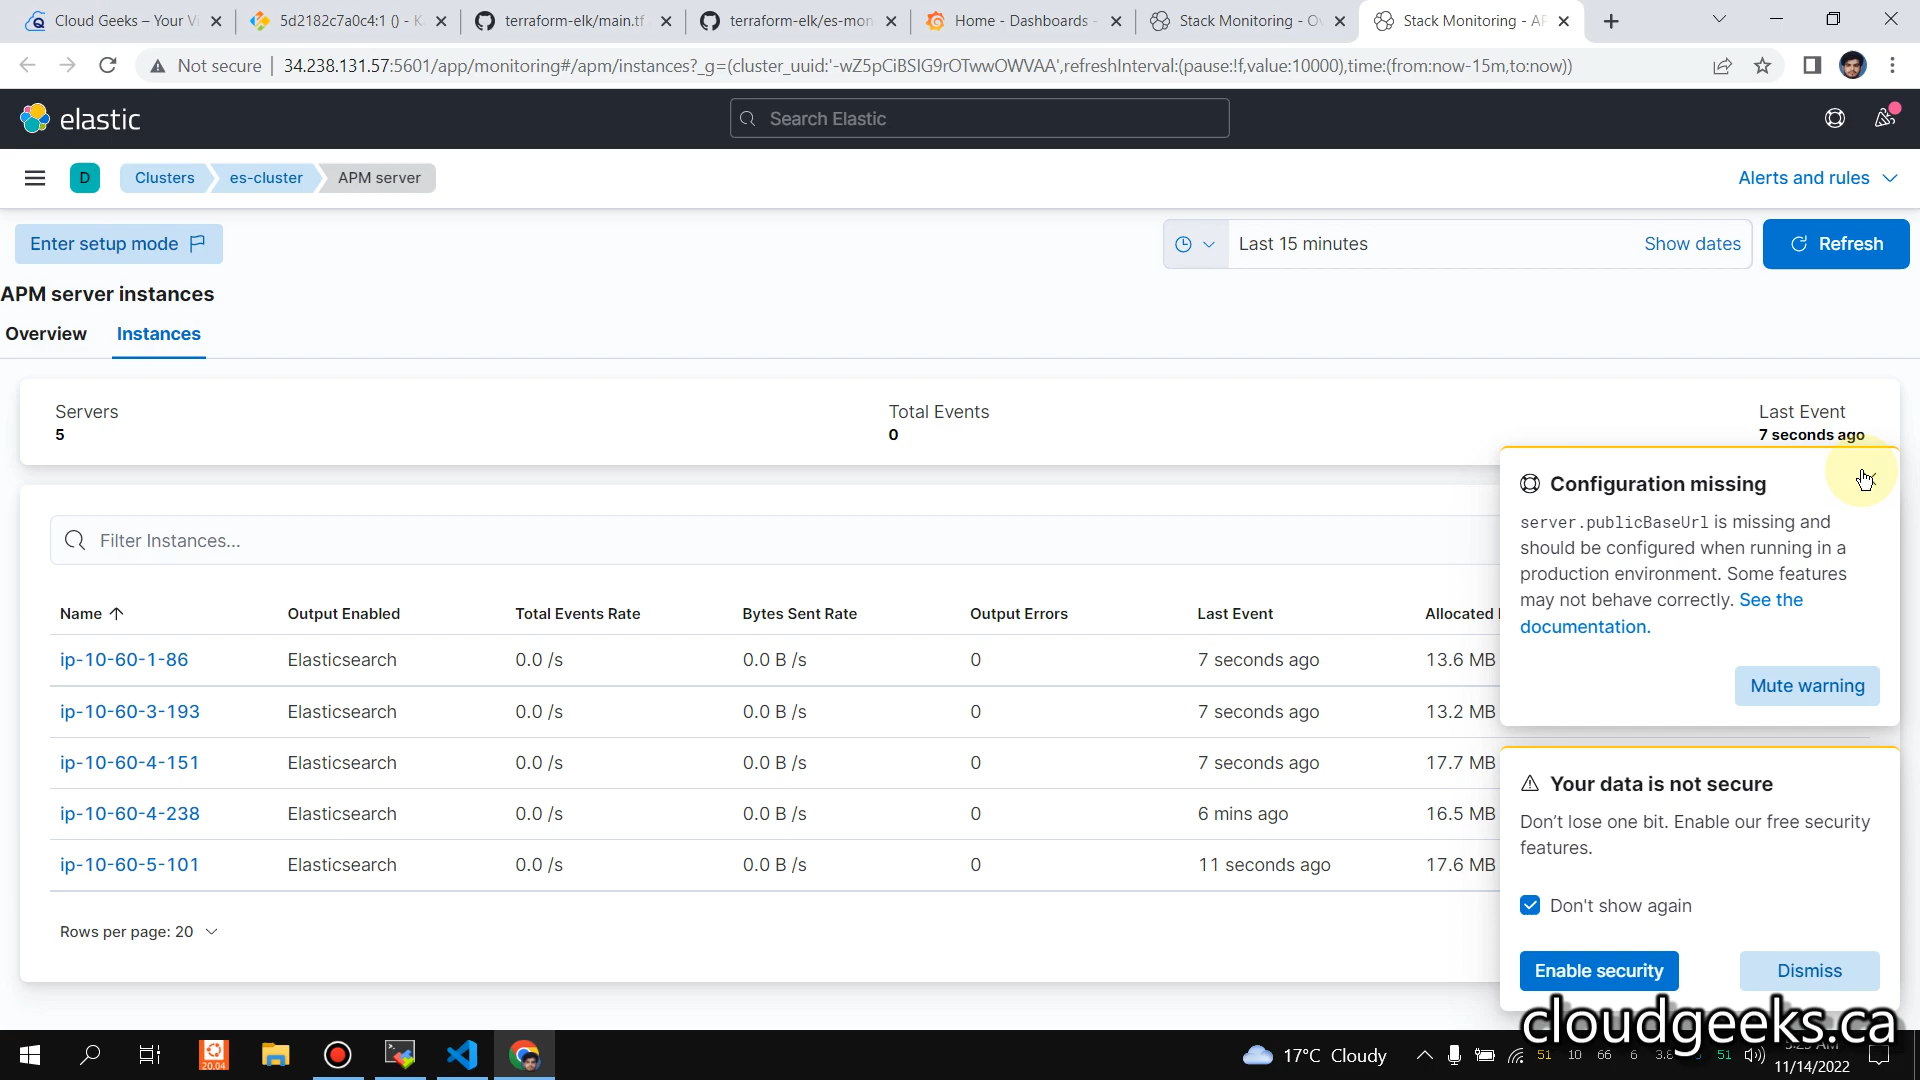 Cloud Geeks – Your Vi
5d2182c7a0c4:1 () - K
terraform-elk/main.tf
terraform-elk/es-mon
Home - Dashboards -
Stack Monitoring - Ov
Stack Monitoring - AP
Not secure
34.238.131.57:5601/app/monitoring#/apm/instances?_g=(cluster_uuid:'-wZ5pCiBSIG9rOTwwOWVAA',refreshInterval:(pause:!f,value:10000),time:(from:now-15m,to:now))
elastic
Search Elastic
D
Clusters
es-cluster
APM server
Alerts and rules
Enter setup mode
Last 15 minutes
Show dates
Refresh
APM server instances
Overview
Instances
Servers
5
Total Events
0
Last Event
7 seconds ago
Filter Instances...
Name
Output Enabled
Total Events Rate
Bytes Sent Rate
Output Errors
Last Event
Allocated
ip-10-60-1-86 Elasticsearch 0.0 /s 0.0 B /s 0 7 seconds ago 13.6 MB
ip-10-60-3-193 Elasticsearch 0.0 /s 0.0 B /s 0 7 seconds ago 13.2 MB
ip-10-60-4-151 Elasticsearch 0.0 /s 0.0 B /s 0 7 seconds ago 17.7 MB
ip-10-60-4-238 Elasticsearch 0.0 /s 0.0 B /s 0 6 mins ago 16.5 MB
ip-10-60-5-101 Elasticsearch 0.0 /s 0.0 B /s 0 11 seconds ago 17.6 MB
Rows per page: 20
Configuration missing
server.publicBaseUrl is missing and
should be configured when running in a
production environment. Some features
may not behave correctly. See the
documentation.
Mute warning
Your data is not secure
Don't lose one bit. Enable our free security
features.
Don't show again
Enable security
Dismiss
cloudgeeks.ca
20.04
17°C Cloudy
51
10
66
6
51
11/14/2022